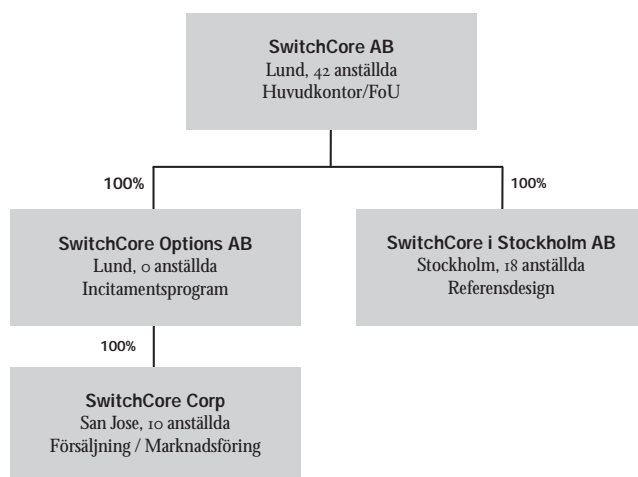 SwitchCore AB
Lund, 42 anställda
Huvudkontor/FoU
100%
100%
SwitchCore Options AB
Lund, 0 anställda
Incitamentsprogram
SwitchCore i Stockholm AB
Stockholm, 18 anställda
Referensdesign
100%
SwitchCore Corp
San Jose, 10 anställda
Försäljning / Marknadsföring